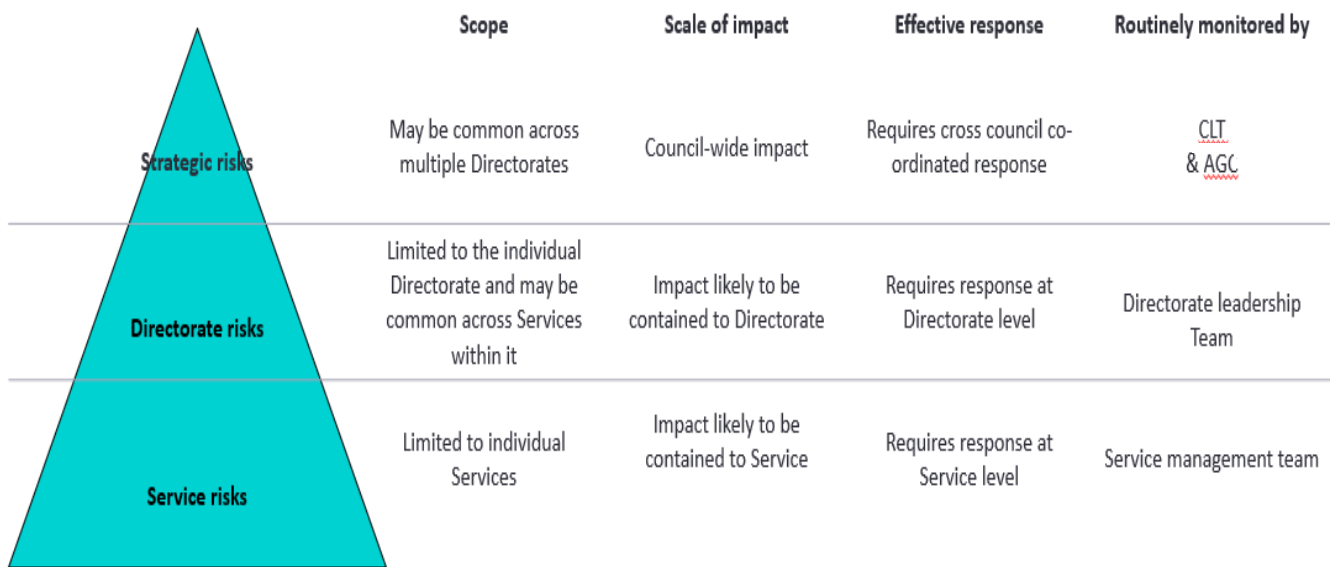 Scope
Scale of impact
Effective response
Routinely monitored by
Strategic risks
May be common across
multiple Directorates
Council-wide impact
Requires cross council co-
ordinated response
CLT
& AGC
Directorate risks
Limited to the individual
Directorate and may be
common across Services
within it
Impact likely to be
contained to Directorate
Requires response at
Directorate level
Directorate leadership
Team
Service risks
Limited to individual
Services
Impact likely to be
contained to Service
Requires response at
Service level
Service management team